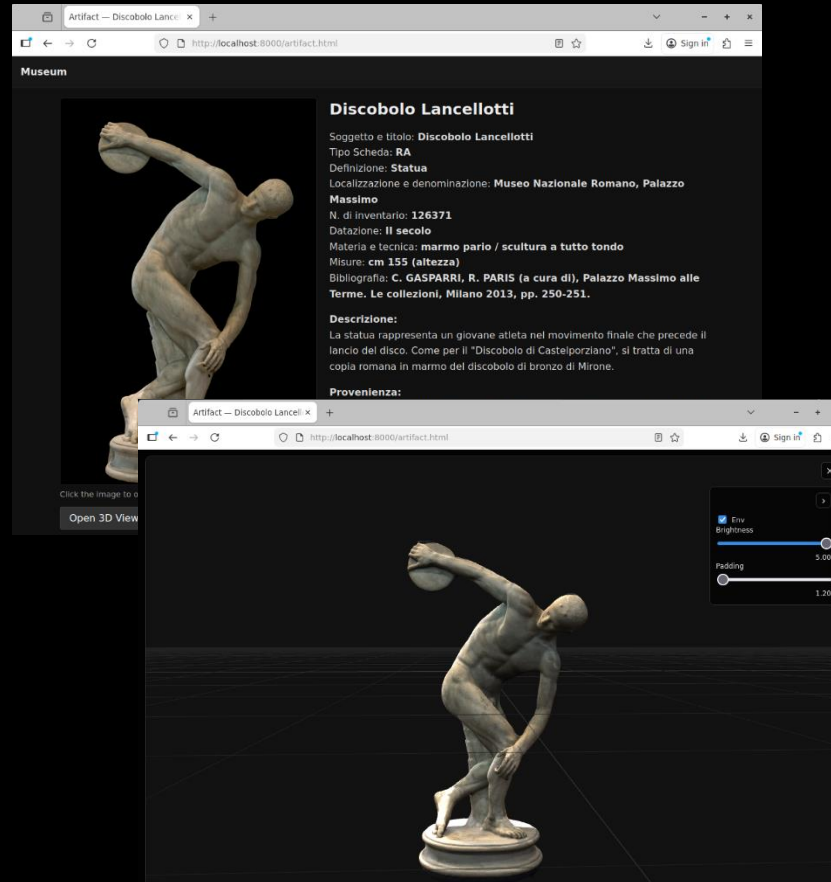 Artifact — Discobolo Lance
http://localhost:8000/artifact.html
Sign in
Museum
Discobolo Lancellotti
Soggetto e titolo: Discobolo Lancellotti
Tipo Scheda: RA
Definizione: Statua
Localizzazione e denominazione: Museo Nazionale Romano, Palazzo
Massimo
N. di inventario: 126371
Datazione: II secolo
Materia e tecnica: marmo pario / scultura a tutto tondo
Misure: cm 155 (altezza)
Bibliografia: C. GASPARRI, R. PARIS (a cura di), Palazzo Massimo alle
Terme. Le collezioni, Milano 2013, pp. 250-251.
Descrizione:
La statua rappresenta un giovane atleta nel movimento finale che precede il
lancio del disco. Come per il "Discobolo di Castelporziano", si tratta di una
copia romana in marmo del discobolo di bronzo di Mirone.
Provenienza:
Click the image to o
Open 3D View
Artifact — Discobolo Lancell
http://localhost:8000/artifact.html
Sign in
Env
Brightness
5.00
Padding
1.20